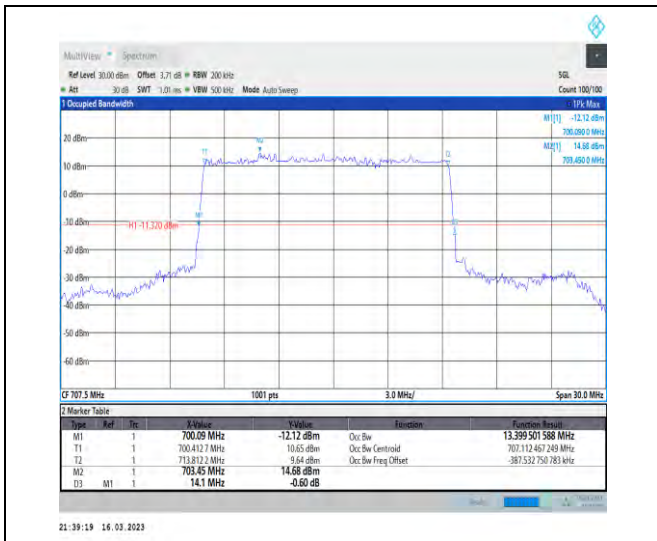 MultiView Spectrum
Ref Level 30.00 dBm Offset 3.71 dB RBW 200 kHz SGL
Att 30 dB SWT 1.01 ms VBW 500 kHz Mode Auto Sweep Count 100/100
1 Occupied Bandwidth 1Pk Max
M1[1] -12.12 dBm
700.090 0 MHz
M2[1] 14.68 dBm
703.450 0 MHz
20 dBm
M2
T1 T2
10 dBm
0 dBm
M1
-10 dBm
H1 -11.320 dBm
-20 dBm
-30 dBm
-40 dBm
-50 dBm
-60 dBm
CF 707.5 MHz 1001 pts 3.0 MHz/ Span 30.0 MHz
2 Marker Table
Type Ref Trc X-Value Y-Value Function Function Result
M1 1 700.09 MHz -12.12 dBm Occ Bw 13.399 501 588 MHz
T1 1 700.412 7 MHz 10.65 dBm Occ Bw Centroid 707.112 467 249 MHz
T2 1 713.812 2 MHz 9.64 dBm Occ Bw Freq Offset -387.532 750 783 kHz
M2 1 703.45 MHz 14.68 dBm
D3 M1 1 14.1 MHz -0.60 dB
21:39:19 16.03.2023